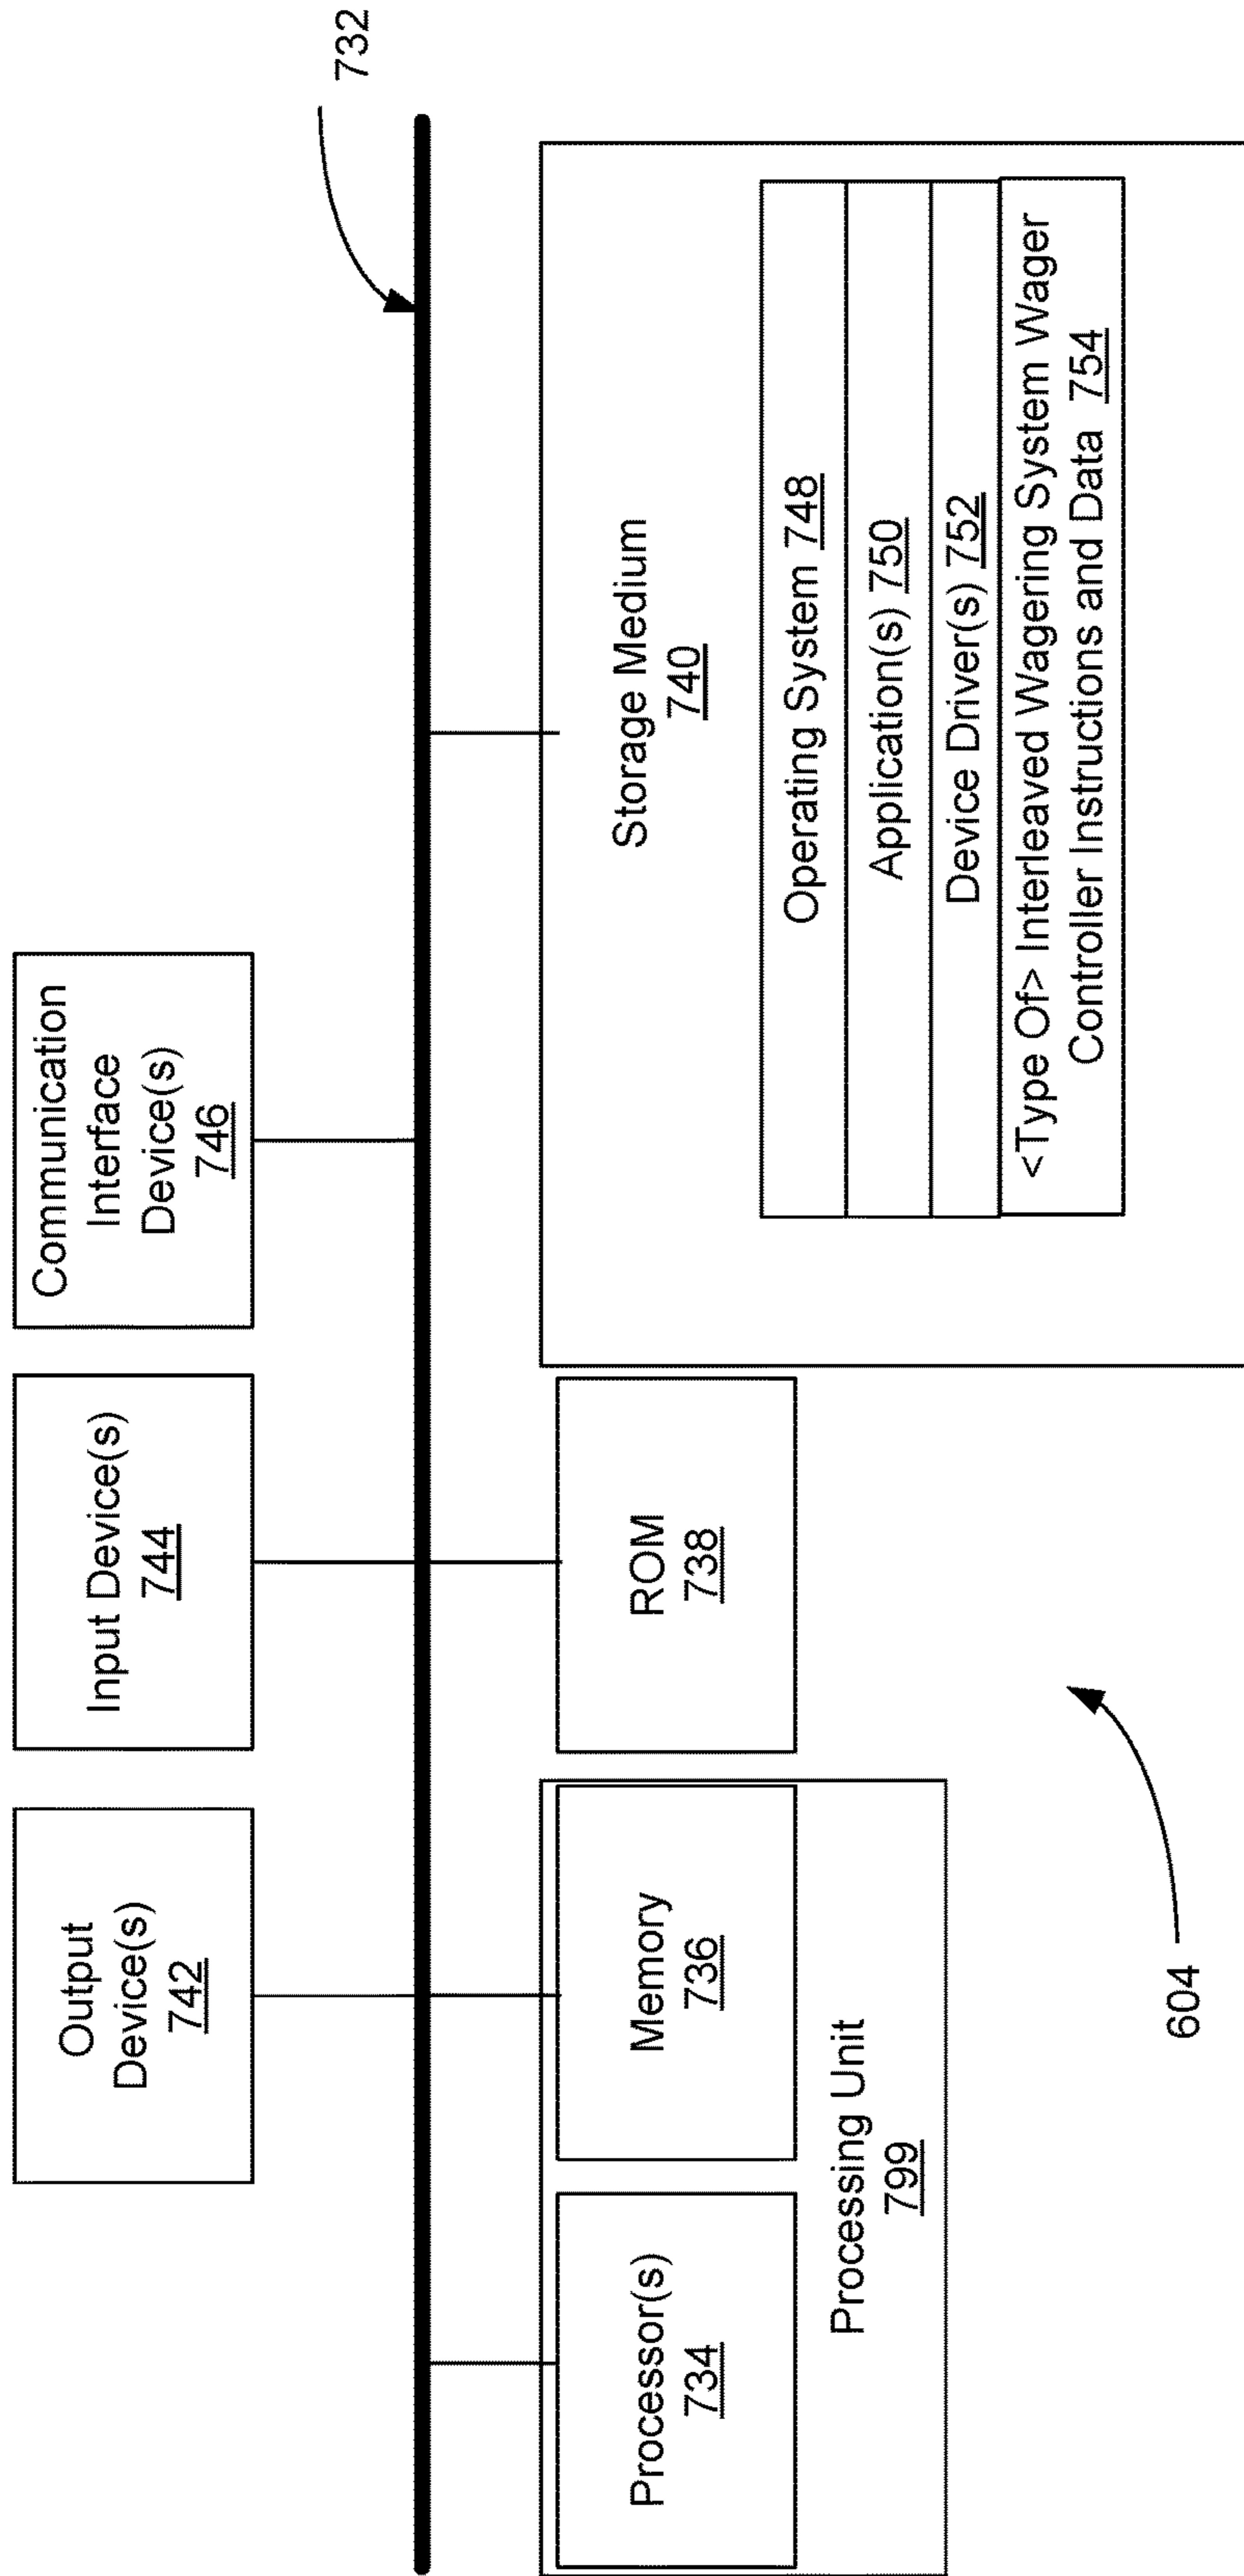 732
Output
Device(s)
742
Input Device(s)
744
Communication
Interface
Device(s)
746
Processor(s)
734
Memory
736
Processing Unit
799
ROM
738
Storage Medium
740
Operating System 748
Application(s) 750
Device Driver(s) 752
<Type Of> Interleaved Wagering System Wager
Controller Instructions and Data 754
604